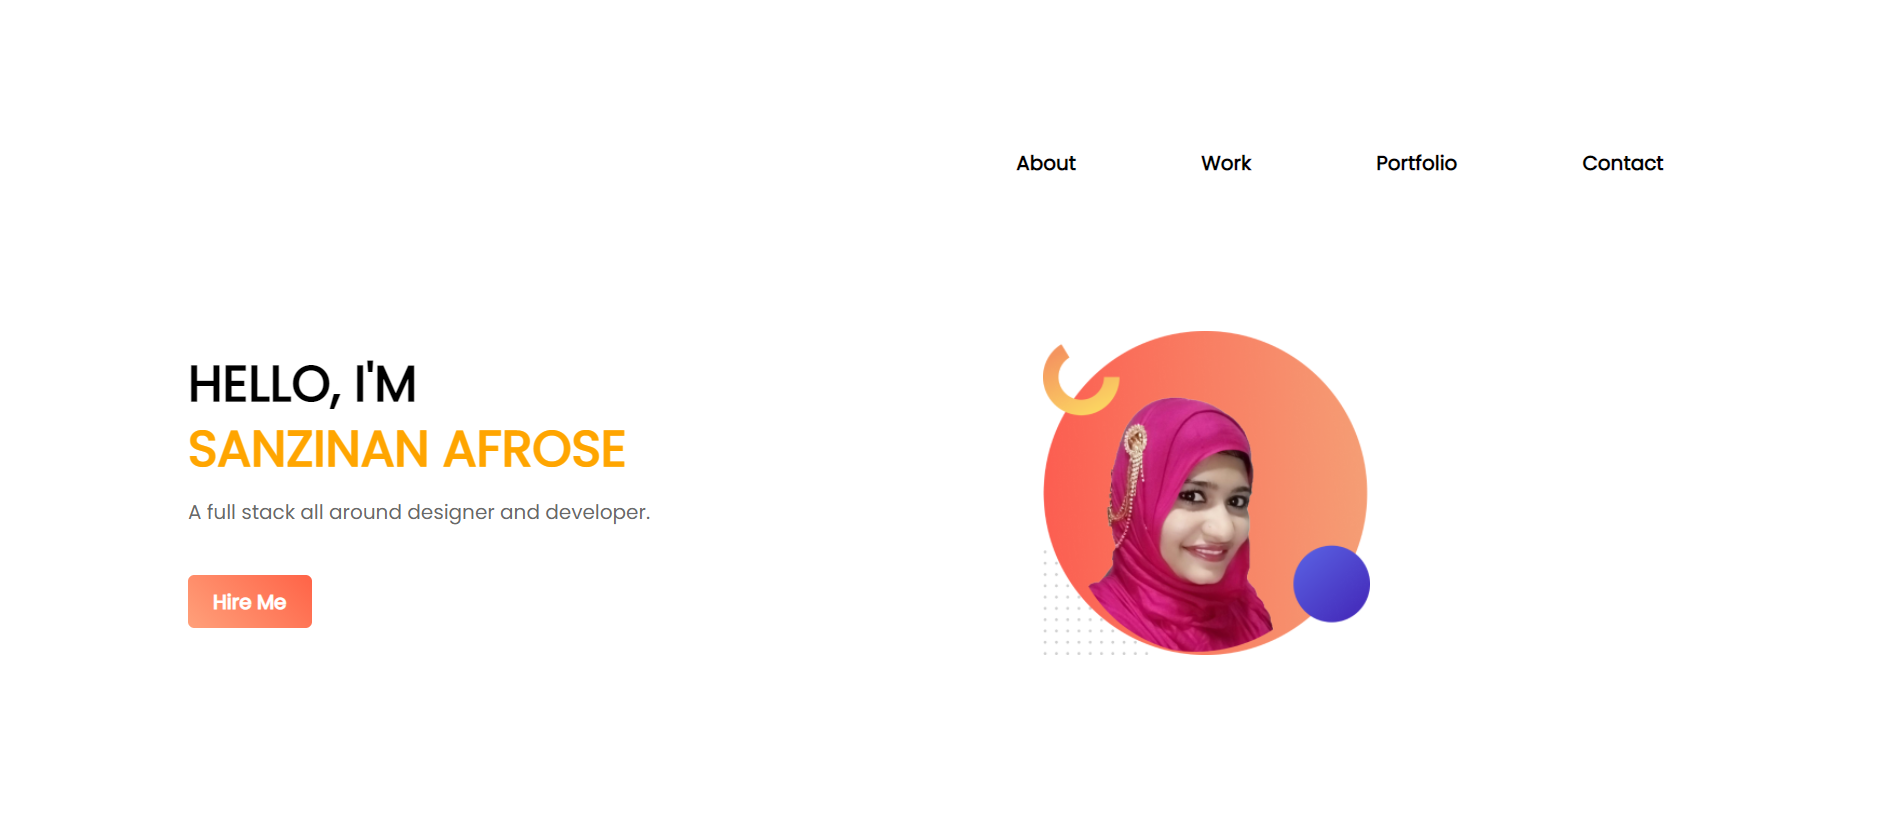 About Work Portfolio Contact
HELLO, I'M
SANZINAN AFROSE
A full stack all around designer and developer.
Hire Me